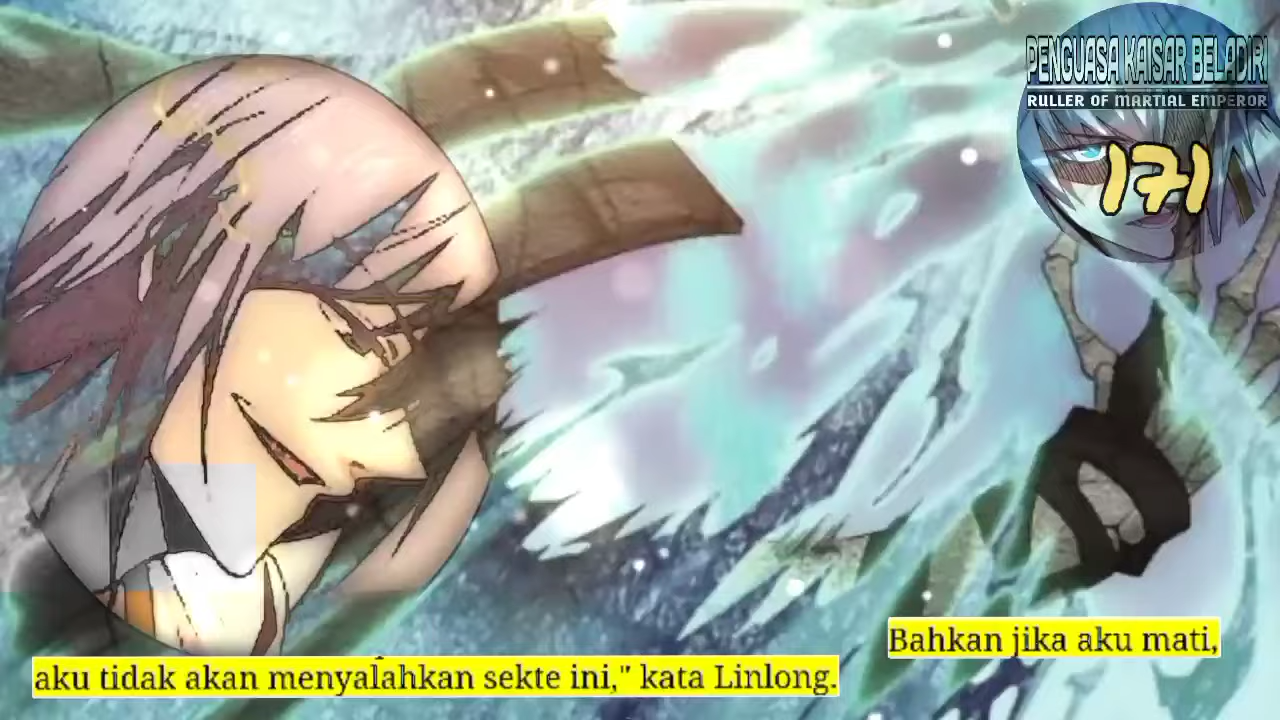 PENGUASA KAISAR BELADIRI
RULLER OF MARTIAL EMPEROR
171
Bahkan jika aku mati,
aku tidak akan menyalahkan sekte ini," kata Linlong.